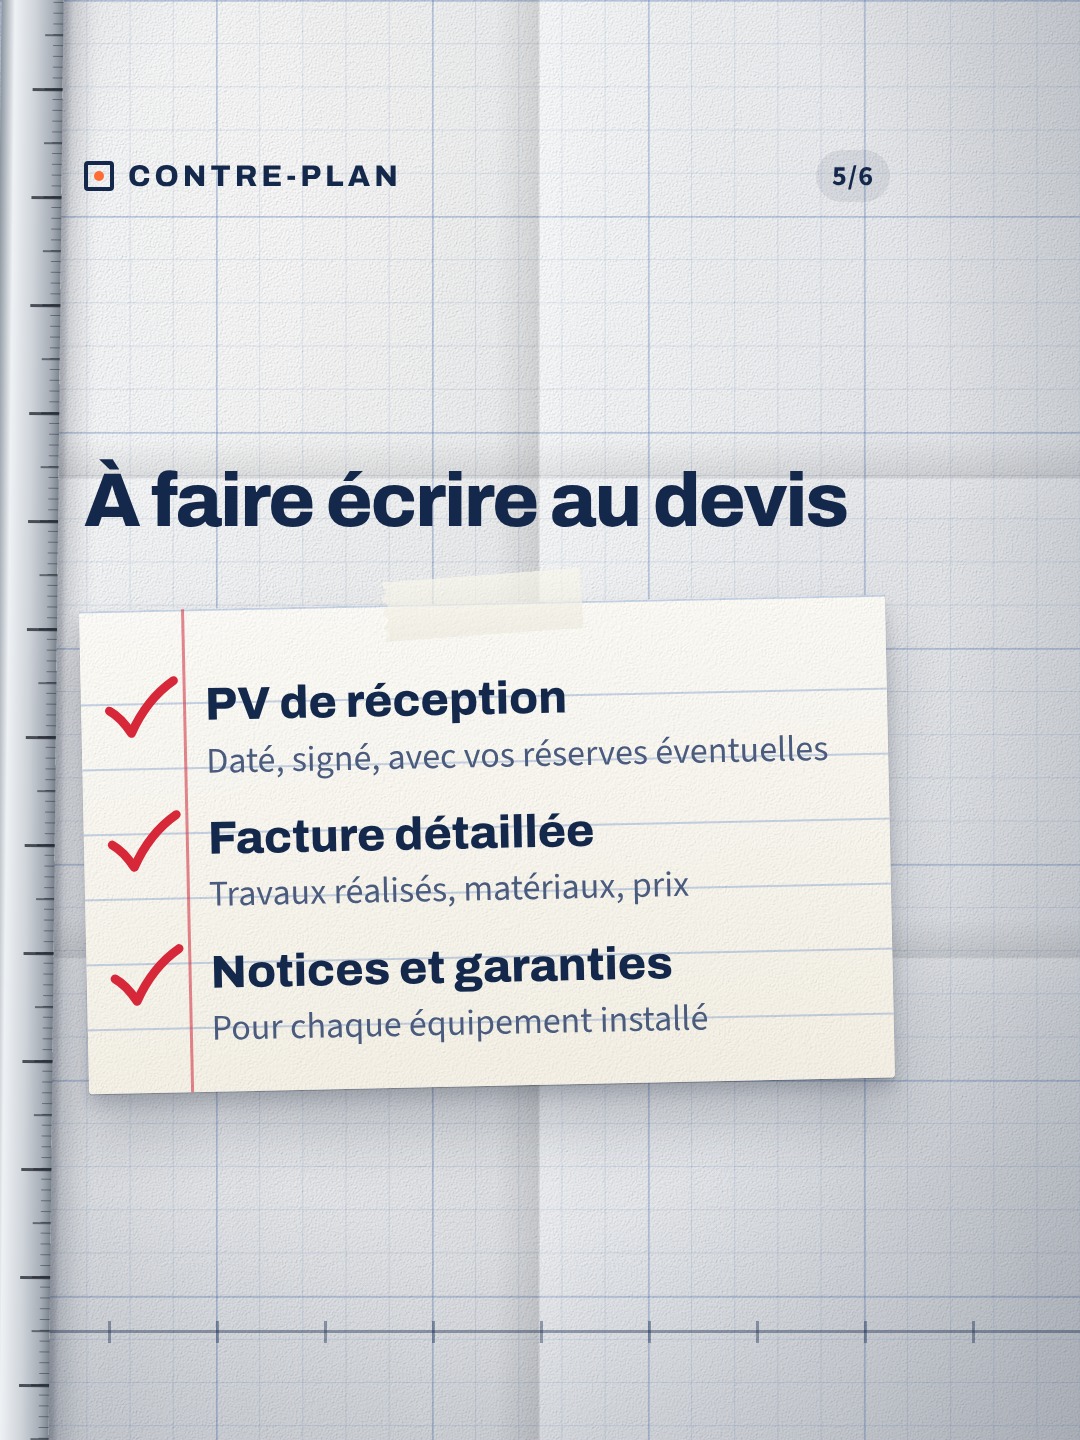 CONTRE-PLAN
5/6
À faire écrire au devis
PV de réception
Daté, signé, avec vos réserves éventuelles
Facture détaillée
Travaux réalisés, matériaux, prix
Notices et garanties
Pour chaque équipement installé